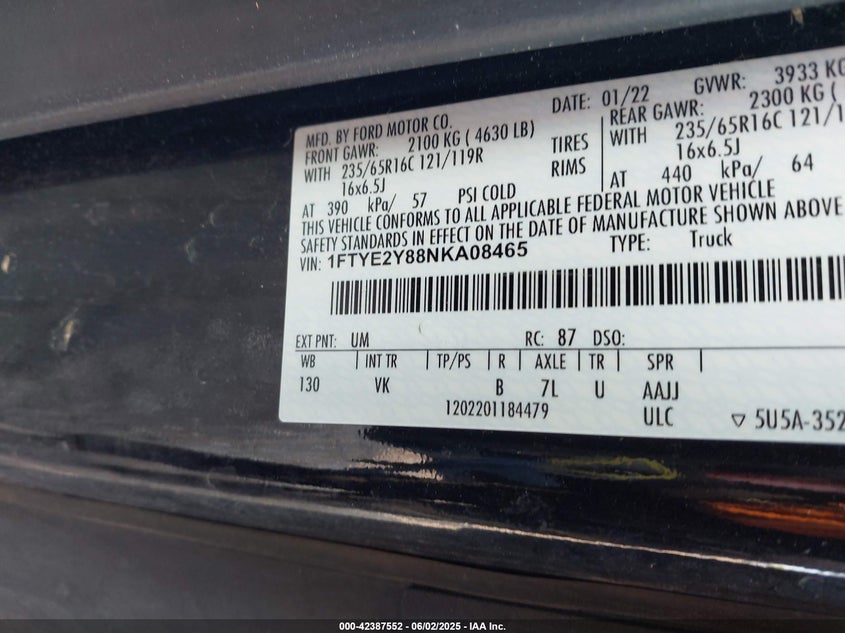 MFD. BY FORD MOTOR CO. DATE: 01/22 GVWR: 3933 KG
FRONT GAWR: 2100 KG ( 4630 LB) REAR GAWR: 2300 KG (
WITH 235/65R16C 121/119R TIRES WITH 235/65R16C 121/1
16x6.5J RIMS 16x6.5J
AT 390 kPa/ 57 PSI COLD AT 440 kPa/ 64
THIS VEHICLE CONFORMS TO ALL APPLICABLE FEDERAL MOTOR VEHICLE
SAFETY STANDARDS IN EFFECT ON THE DATE OF MANUFACTURE SHOWN ABOVE
VIN: 1FTYE2Y88NKA08465 TYPE: Truck
EXT PNT: UM RC: 87 DSO:
WB INT TR TP/PS R AXLE TR SPR
130 VK B 7L U AAJJ
1202201184479 ULC ▽ 5U5A-352
000-42387552 - 06/02/2025 - IAA Inc.